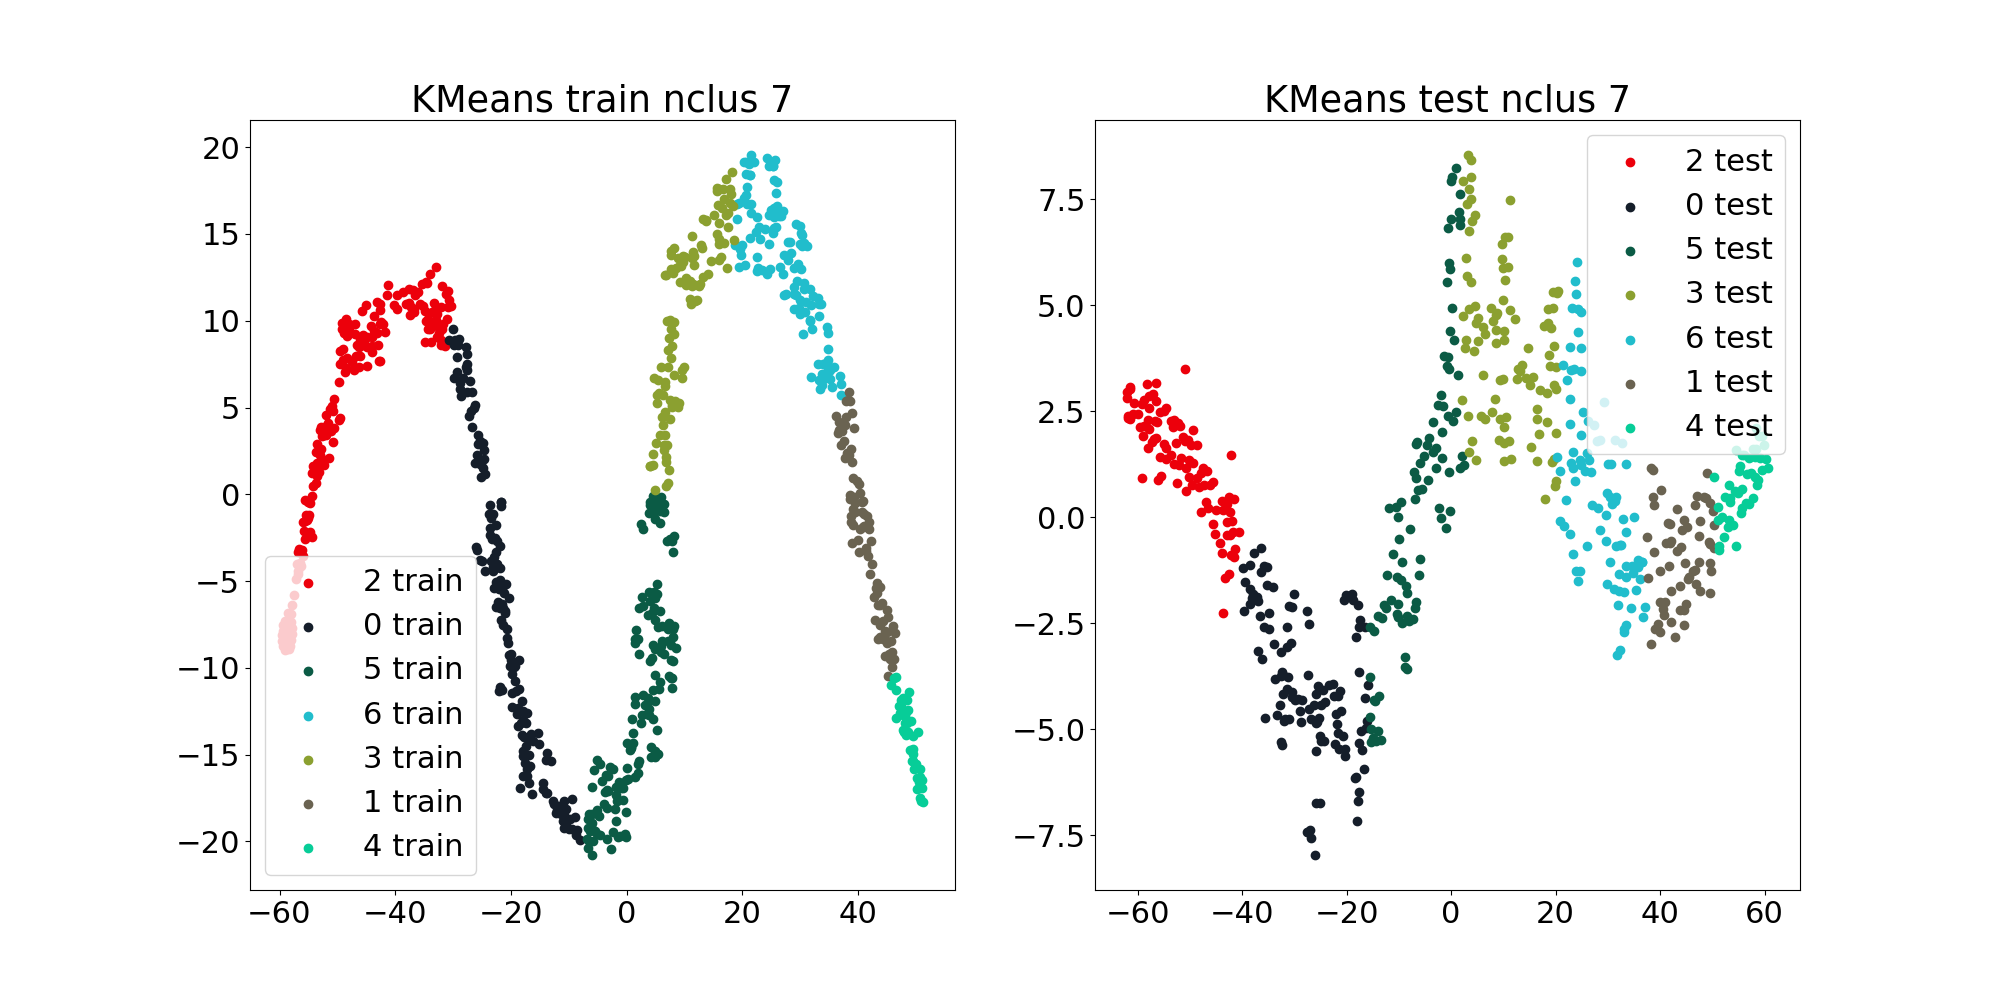 KMeans train nclus 7
20
15
10
5
0
−5
−10
−15
−20
−60 −40 −20 0 20 40
2 train
0 train
5 train
6 train
3 train
1 train
4 train
KMeans test nclus 7
7.5
5.0
2.5
0.0
−2.5
−5.0
−7.5
−60 −40 −20 0 20 40 60
2 test
0 test
5 test
3 test
6 test
1 test
4 test